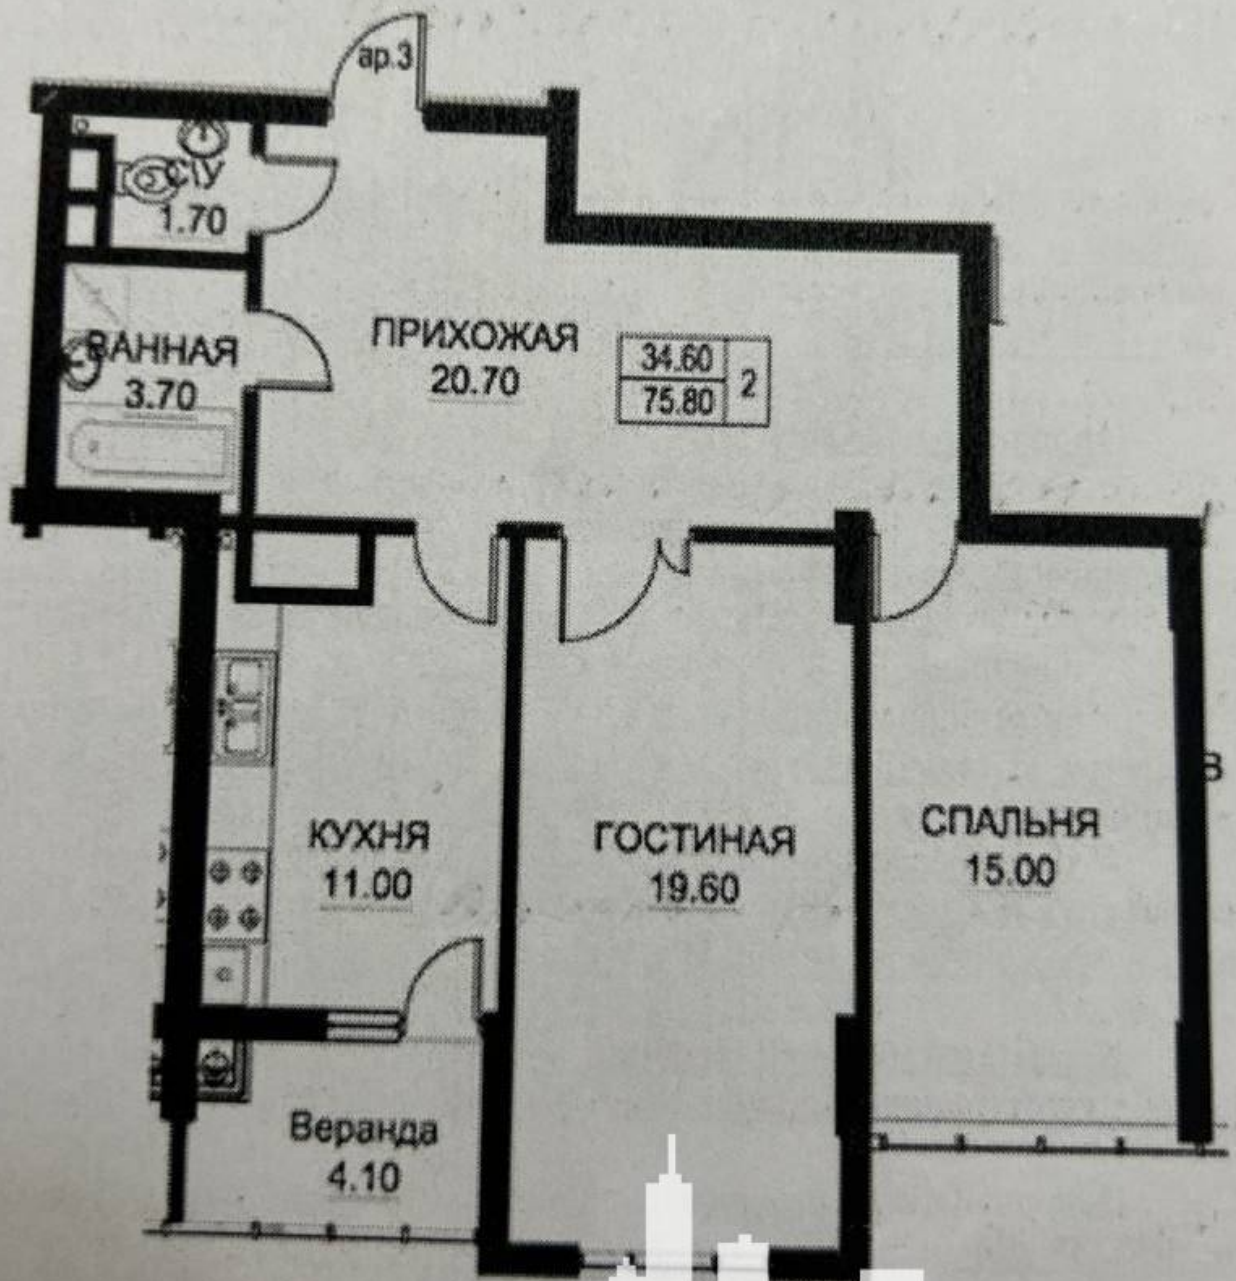 ар.3
С\У
1.70
ВАННАЯ
3.70
ПРИХОЖАЯ
20.70
34.60
75.80
2
КУХНЯ
11.00
ГОСТИНАЯ
19.60
СПАЛЬНЯ
15.00
В
Веранда
4.10